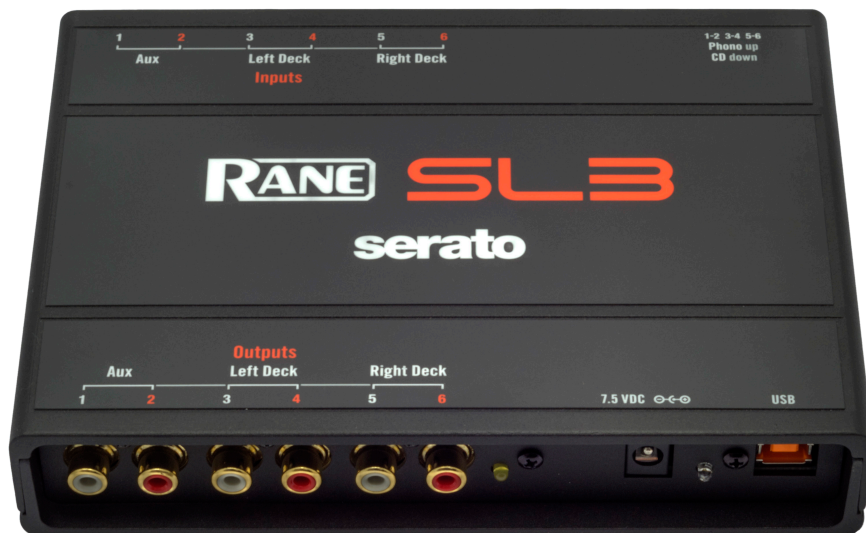 1 2 3 4 5 6
Aux Left Deck Right Deck
Inputs
1-2 3-4 5-6
Phono up
CD down
RANE SL3
serato
Outputs
Aux Left Deck Right Deck
1 2 3 4 5 6
7.5 VDC
USB